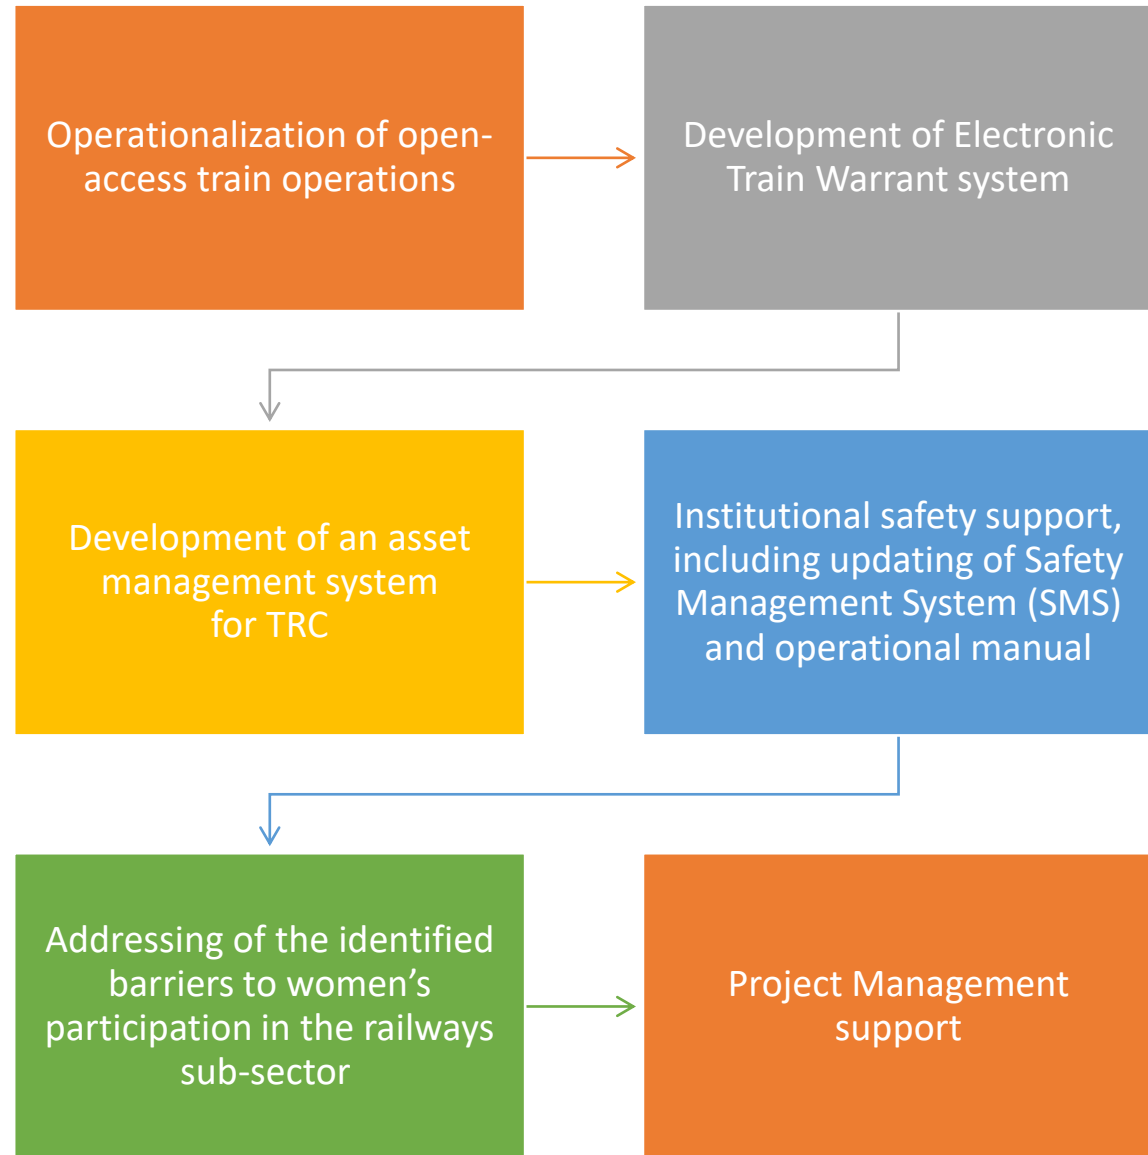 Operationalization of open-
access train operations
Development of Electronic
Train Warrant system
Development of an asset
management system
for TRC
Institutional safety support,
including updating of Safety
Management System (SMS)
and operational manual
Addressing of the identified
barriers to women’s
participation in the railways
sub-sector
Project Management
support